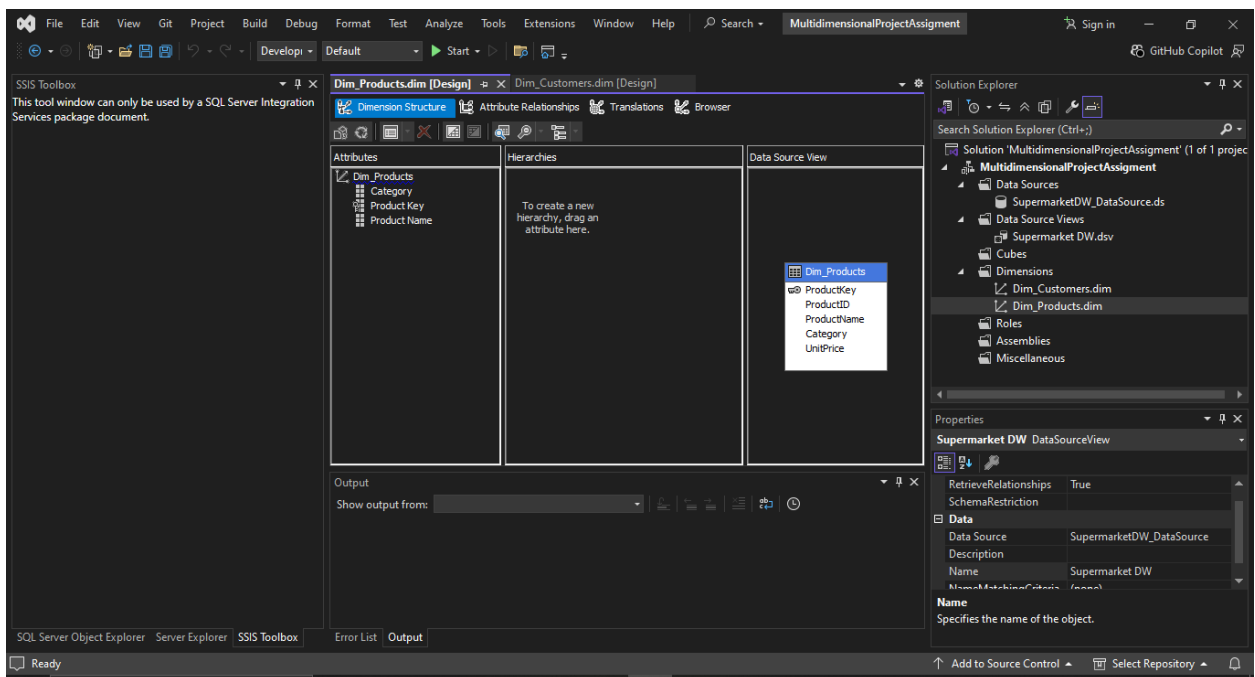 File Edit View Git Project Build Debug Format Test Analyze Tools Extensions Window Help Search MultidimensionalProjectAssigment Sign in
Developi Default Start GitHub Copilot
SSIS Toolbox
This tool window can only be used by a SQL Server Integration
Services package document.
SQL Server Object Explorer Server Explorer SSIS Toolbox
Dim_Products.dim [Design] Dim_Customers.dim [Design]
Dimension Structure Attribute Relationships Translations Browser
Attributes
Dim_Products
Category
Product Key
Product Name
Hierarchies
To create a new
hierarchy, drag an
attribute here.
Data Source View
Dim_Products
ProductKey
ProductID
ProductName
Category
UnitPrice
Output
Show output from:
Error List Output
Solution Explorer
Search Solution Explorer (Ctrl+;)
Solution 'MultidimensionalProjectAssigment' (1 of 1 projec
MultidimensionalProjectAssigment
Data Sources
SupermarketDW_DataSource.ds
Data Source Views
Supermarket DW.dsv
Cubes
Dimensions
Dim_Customers.dim
Dim_Products.dim
Roles
Assemblies
Miscellaneous
Properties
Supermarket DW DataSourceView
RetrieveRelationships True
SchemaRestriction
Data
Data Source SupermarketDW_DataSource
Description
Name Supermarket DW
NameMatchingCriteria (none)
Name
Specifies the name of the object.
Ready Add to Source Control Select Repository